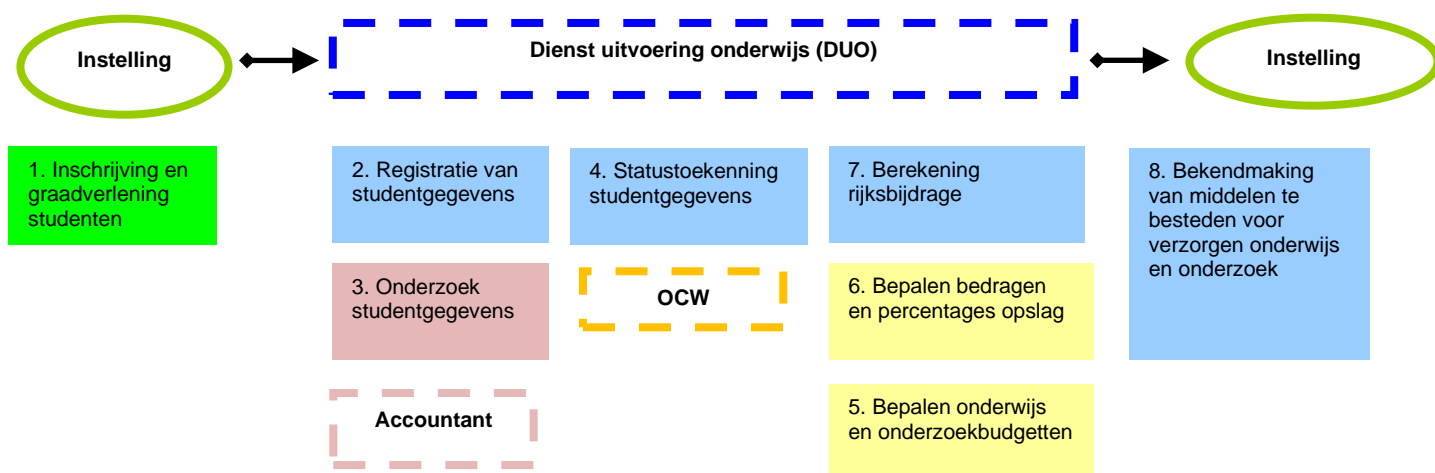 Instelling
Dienst uitvoering onderwijs (DUO)
Instelling
1. Inschrijving en
graadverlening
studenten
2. Registratie van
studentgegevens
4. Statustoekenning
studentgegevens
7. Berekening
rijksbijdrage
8. Bekendmaking
van middelen te
besteden voor
verzorgen onderwijs
en onderzoek
3. Onderzoek
studentgegevens
OCW
6. Bepalen bedragen
en percentages opslag
Accountant
5. Bepalen onderwijs
en onderzoekbudgetten